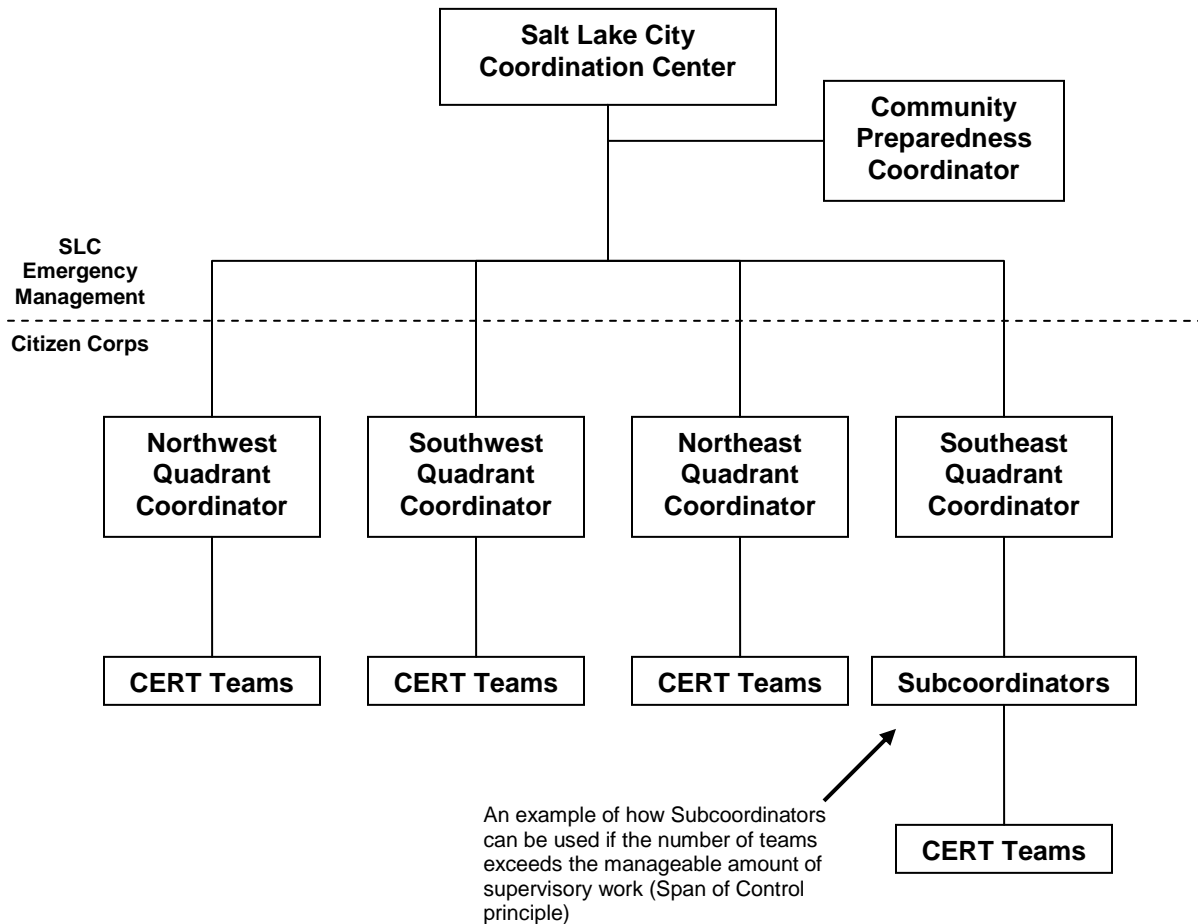 Salt Lake City
Coordination Center
Community
Preparedness
Coordinator
SLC
Emergency
Management
Citizen Corps
Northwest
Quadrant
Coordinator
Southwest
Quadrant
Coordinator
Northeast
Quadrant
Coordinator
Southeast
Quadrant
Coordinator
CERT Teams
CERT Teams
CERT Teams
Subcoordinators
An example of how Subcoordinators
can be used if the number of teams
exceeds the manageable amount of
supervisory work (Span of Control
principle)
CERT Teams